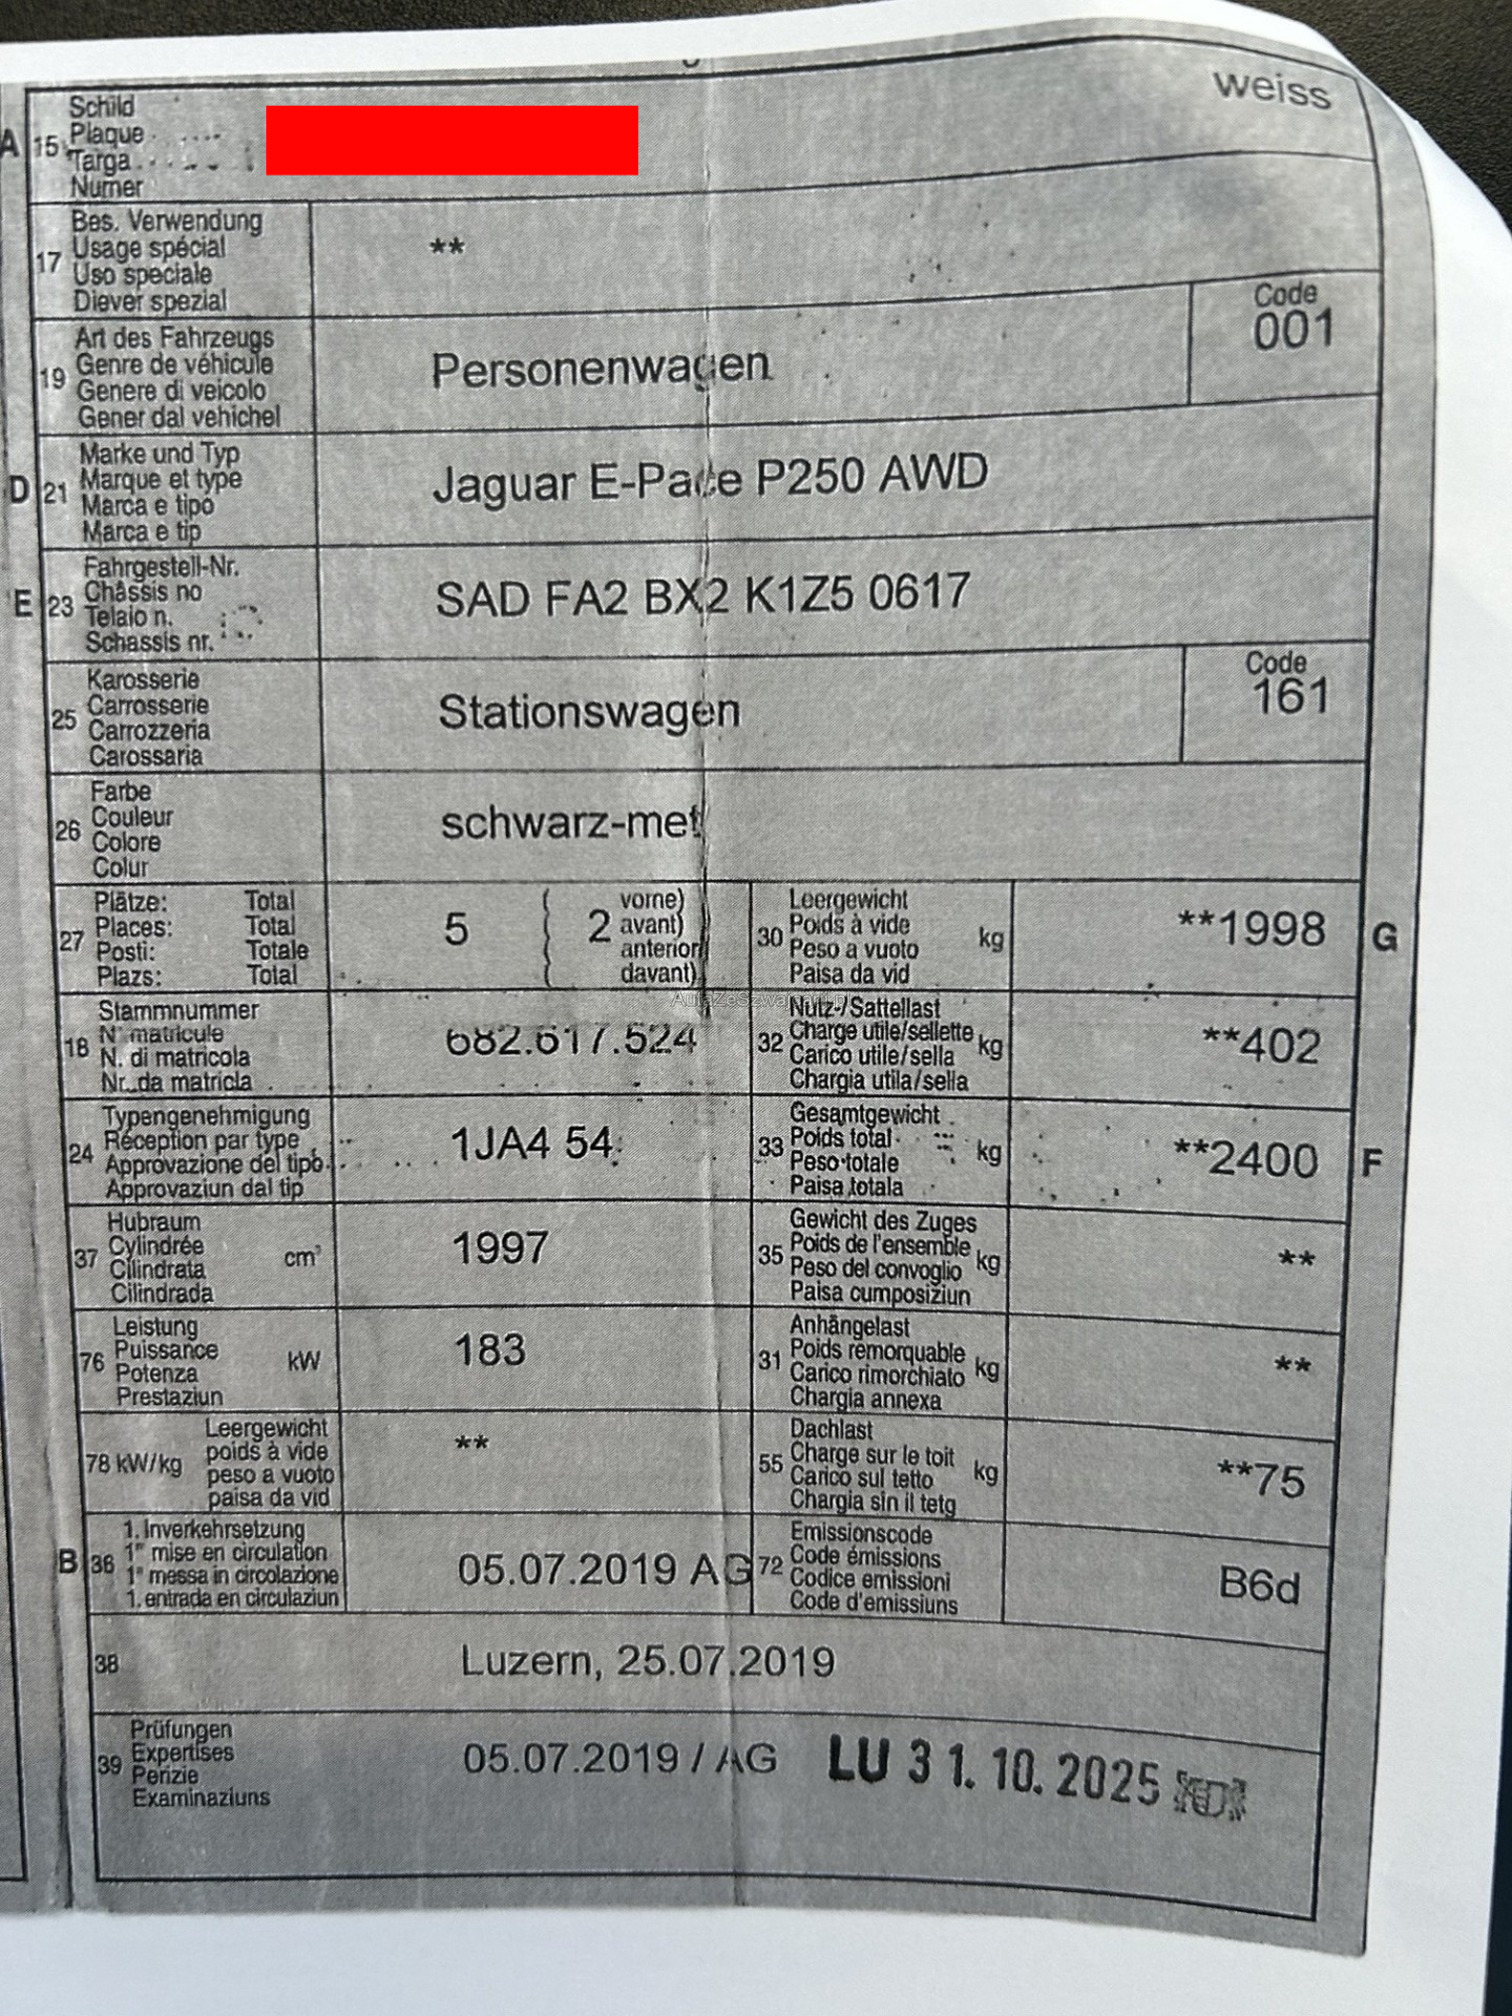 weiss
A 15 Schild
Plaque
Targa
Numer
17 Bes. Verwendung
Usage spécial
Uso speciale
Diever spezial
**
19 Art des Fahrzeugs
Genre de véhicule
Genere di veicolo
Gener dal vehichel
Personenwagen
Code
001
D 21 Marke und Typ
Marque et type
Marca e tipo
Marca e tip
Jaguar E-Pace P250 AWD
E 23 Fahrgestell-Nr.
Châssis no
Telaio n.
Schassis nr.
SAD FA2 BX2 K1Z5 0617
25 Karosserie
Carrosserie
Carrozzeria
Carossaria
Stationswagen
Code
161
26 Farbe
Couleur
Colore
Colur
schwarz-met
27 Plätze: Total
Places: Total
Posti: Totale
Plazs: Total
5 ( 2 vorne)
avant)
anterior)
davant)
30 Leergewicht
Poids à vide
Peso a vuoto
Paisa da vid
kg
**1998 G
18 Stammnummer
N° matricule
N. di matricola
Nr. da matricla
682.617.524
32 Nutz-/Sattellast
Charge utile/sellette
Carico utile/sella
Chargia utila/sella
kg
**402
24 Typengenehmigung
Réception par type
Approvazione del tipo
Approvaziun dal tip
1JA4 54
33 Gesamtgewicht
Poids total
Peso totale
Paisa totala
kg
**2400 F
37 Hubraum
Cylindrée
Cilindrata
Cilindrada
cm³
1997
35 Gewicht des Zuges
Poids de l'ensemble
Peso del convoglio
Paisa cumposiziun
kg
**
76 Leistung
Puissance
Potenza
Prestaziun
kW
183
31 Anhängelast
Poids remorquable
Carico rimorchiato
Chargia annexa
kg
**
78 kW/kg Leergewicht
poids à vide
peso a vuoto
paisa da vid
**
55 Dachlast
Charge sur le toit
Carico sul tetto
Chargia sin il tetg
kg
**75
B 36 1. Inverkehrsetzung
1re mise en circulation
1a messa in circolazione
1. entrada en circulaziun
05.07.2019 AG
72 Emissionscode
Code émissions
Codice emissioni
Code d'emissiuns
B6d
38 Luzern, 25.07.2019
39 Prüfungen
Expertises
Perizie
Examinaziuns
05.07.2019 / AG LU 31.10.2025